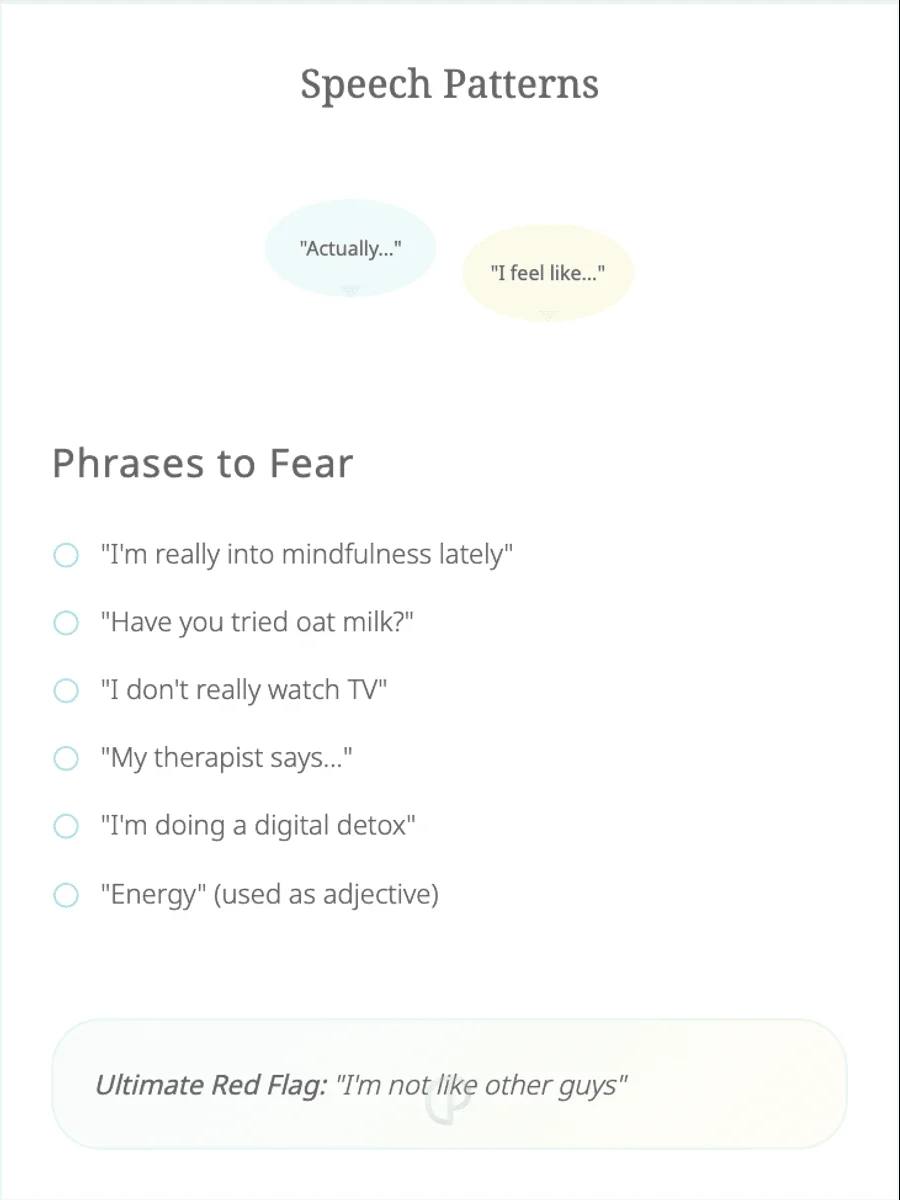 Speech Patterns
"Actually..."
"I feel like..."
Phrases to Fear
"I'm really into mindfulness lately"
"Have you tried oat milk?"
"I don't really watch TV"
"My therapist says..."
"I'm doing a digital detox"
"Energy" (used as adjective)
Ultimate Red Flag: "I'm not like other guys"